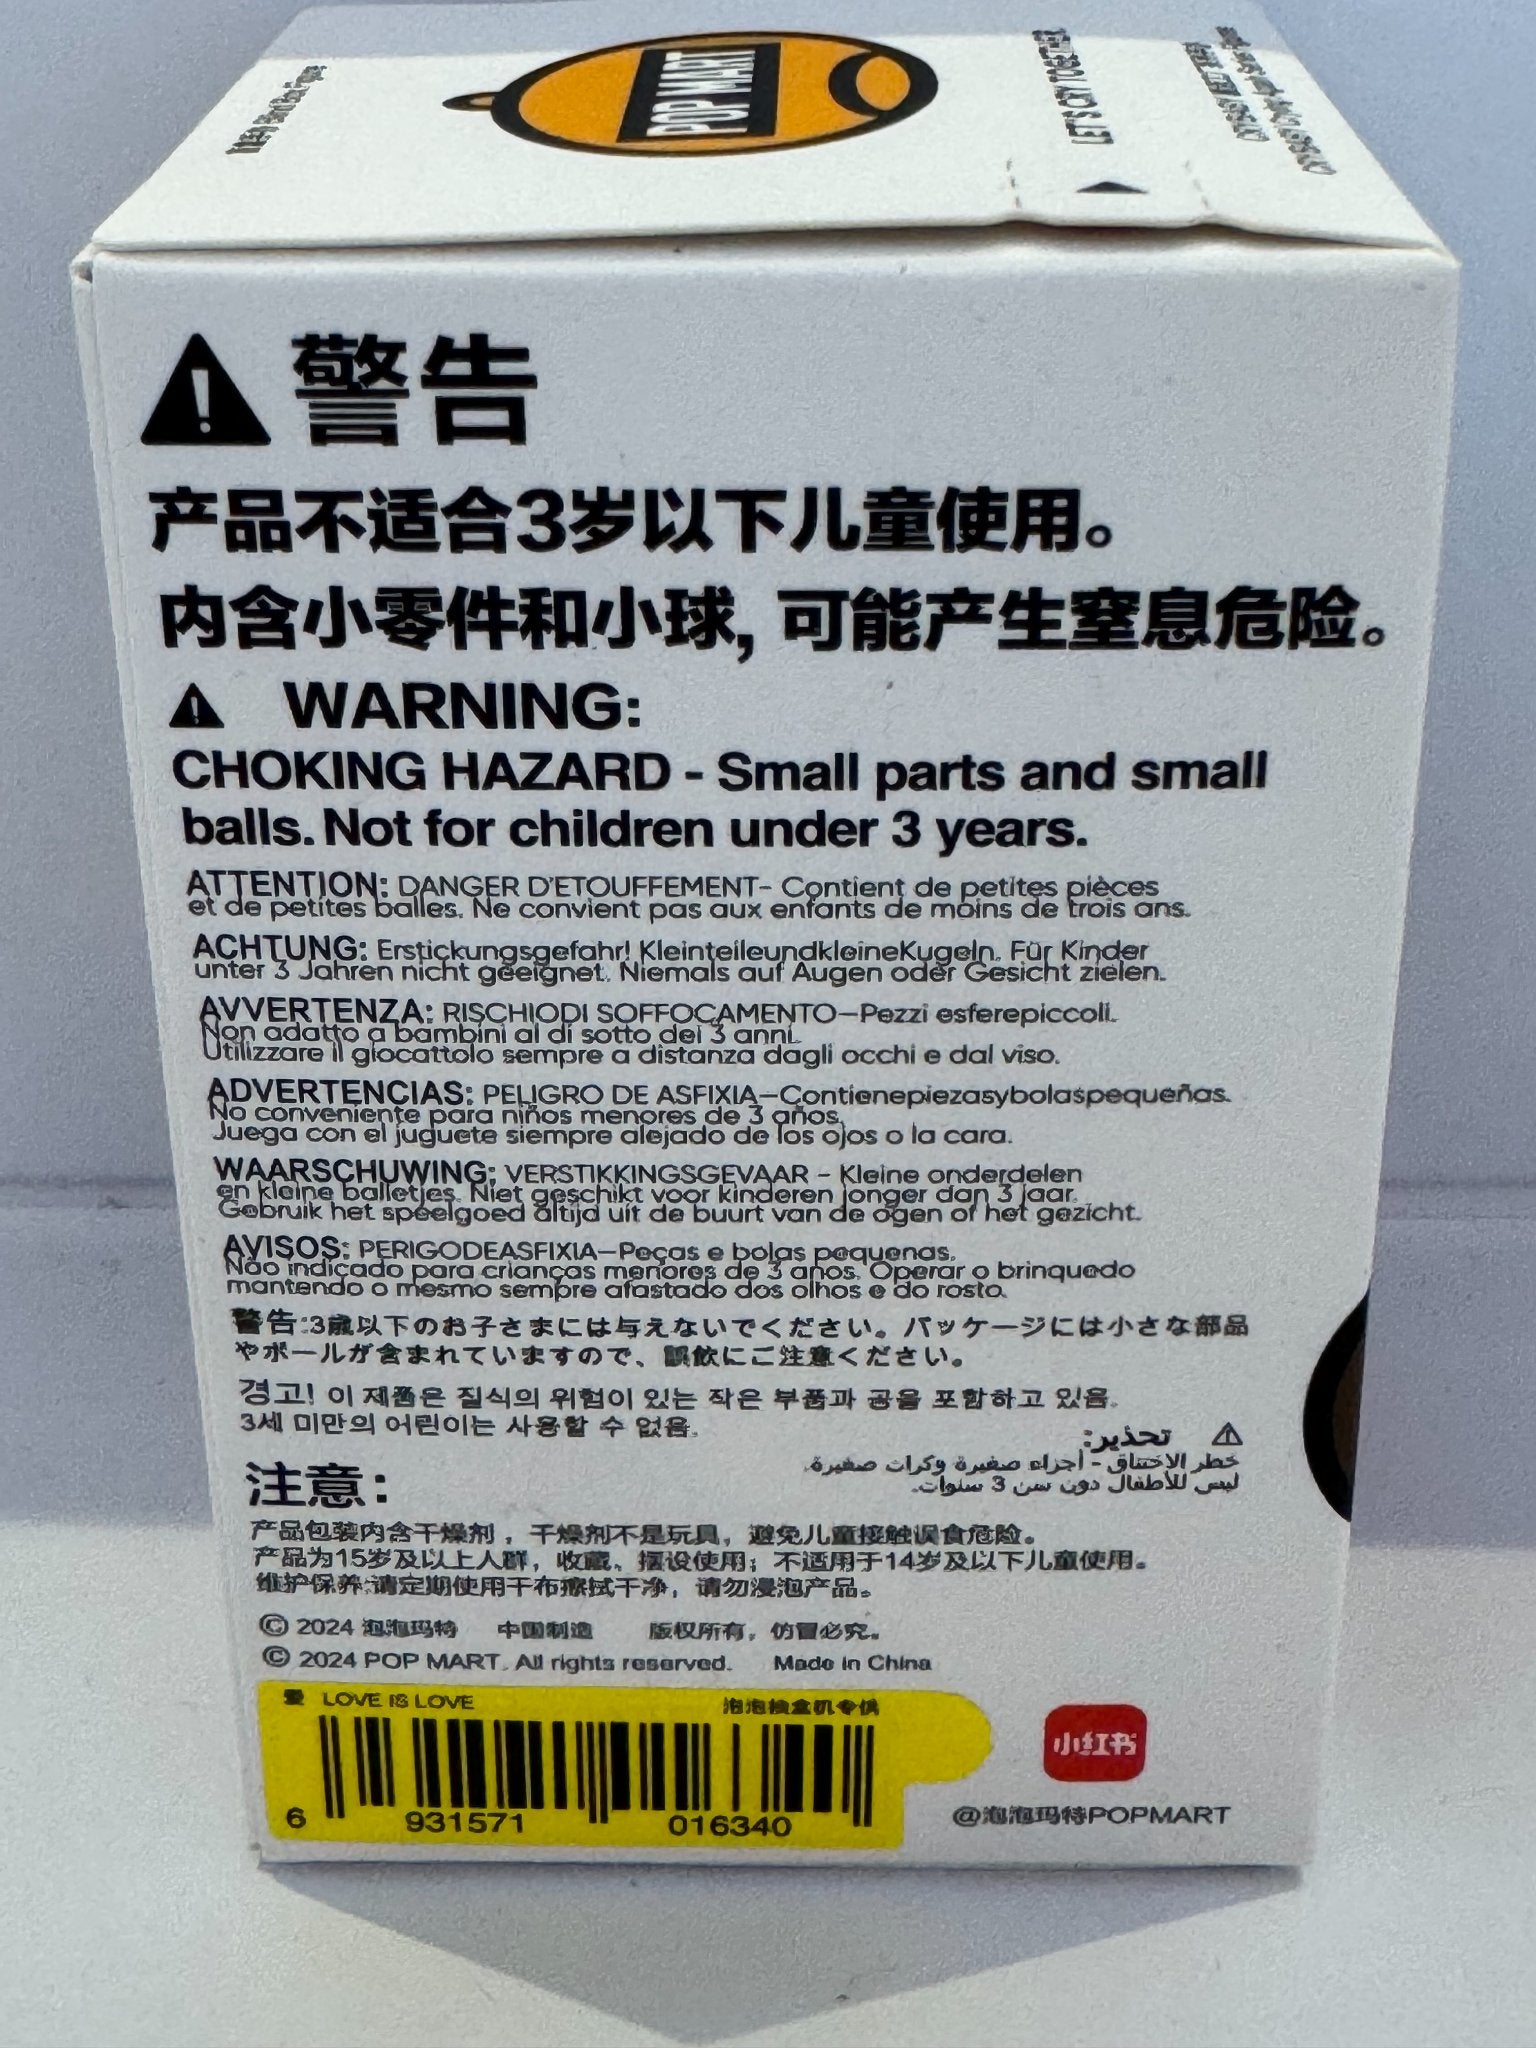 POP MART
LET'S
警告
产品不适合3岁以下儿童使用。
内含小零件和小球, 可能产生窒息危险。
WARNING:
CHOKING HAZARD - Small parts and small
balls. Not for children under 3 years.
ATTENTION: DANGER D'ETOUFFEMENT- Contient de petites pièces
et de petites balles. Ne convient pas aux enfants de moins de trois ans.
ACHTUNG: Erstickungsgefahr! KleinteileundkleineKugeln. Für Kinder
unter 3 Jahren nicht geeignet. Niemals auf Augen oder Gesicht zielen.
AVVERTENZA: RISCHIODI SOFFOCAMENTO—Pezzi esferepiccoli.
Non adatto a bambini al di sotto dei 3 anni.
Utilizzare il giocattolo sempre a distanza dagli occhi e dal viso.
ADVERTENCIAS: PELIGRO DE ASFIXIA—Contienepiezasybolaspequeñas.
No conveniente para niños menores de 3 años.
Juega con el juguete siempre alejado de los ojos o la cara.
WAARSCHUWING: VERSTIKKINGSGEVAAR - Kleine onderdelen
en kleine balletjes. Niet geschikt voor kinderen jonger dan 3 jaar.
Gebruik het speelgoed altijd uit de buurt van de ogen of het gezicht.
AVISOS: PERIGODEASFIXIA—Peças e bolas pequenas.
Não indicado para crianças menores de 3 anos. Operar o brinquedo
mantendo o mesmo sempre afastado dos olhos e do rosto.
警告:3歳以下のお子さまには与えないでください。パッケージには小さな部品
やボールが含まれていますので、誤飲にご注意ください。
경고! 이 제품은 질식의 위험이 있는 작은 부품과 공을 포함하고 있음.
3세 미만의 어린이는 사용할 수 없음.
تحذير:
خطر الاختناق - أجزاء صغيرة وكرات صغيرة.
ليس للأطفال دون سن 3 سنوات.
注意:
产品包装内含干燥剂，干燥剂不是玩具，避免儿童接触误食危险。
产品为15岁及以上人群，收藏、摆设使用；不适用于14岁及以下儿童使用。
维护保养:请定期使用干布擦拭干净，请勿浸泡产品。
© 2024 泡泡玛特 中国制造 版权所有，仿冒必究。
© 2024 POP MART. All rights reserved. Made in China
爱 LOVE IS LOVE 泡泡抽盒机专供
6 931571 016340
小红书
@泡泡玛特POPMART